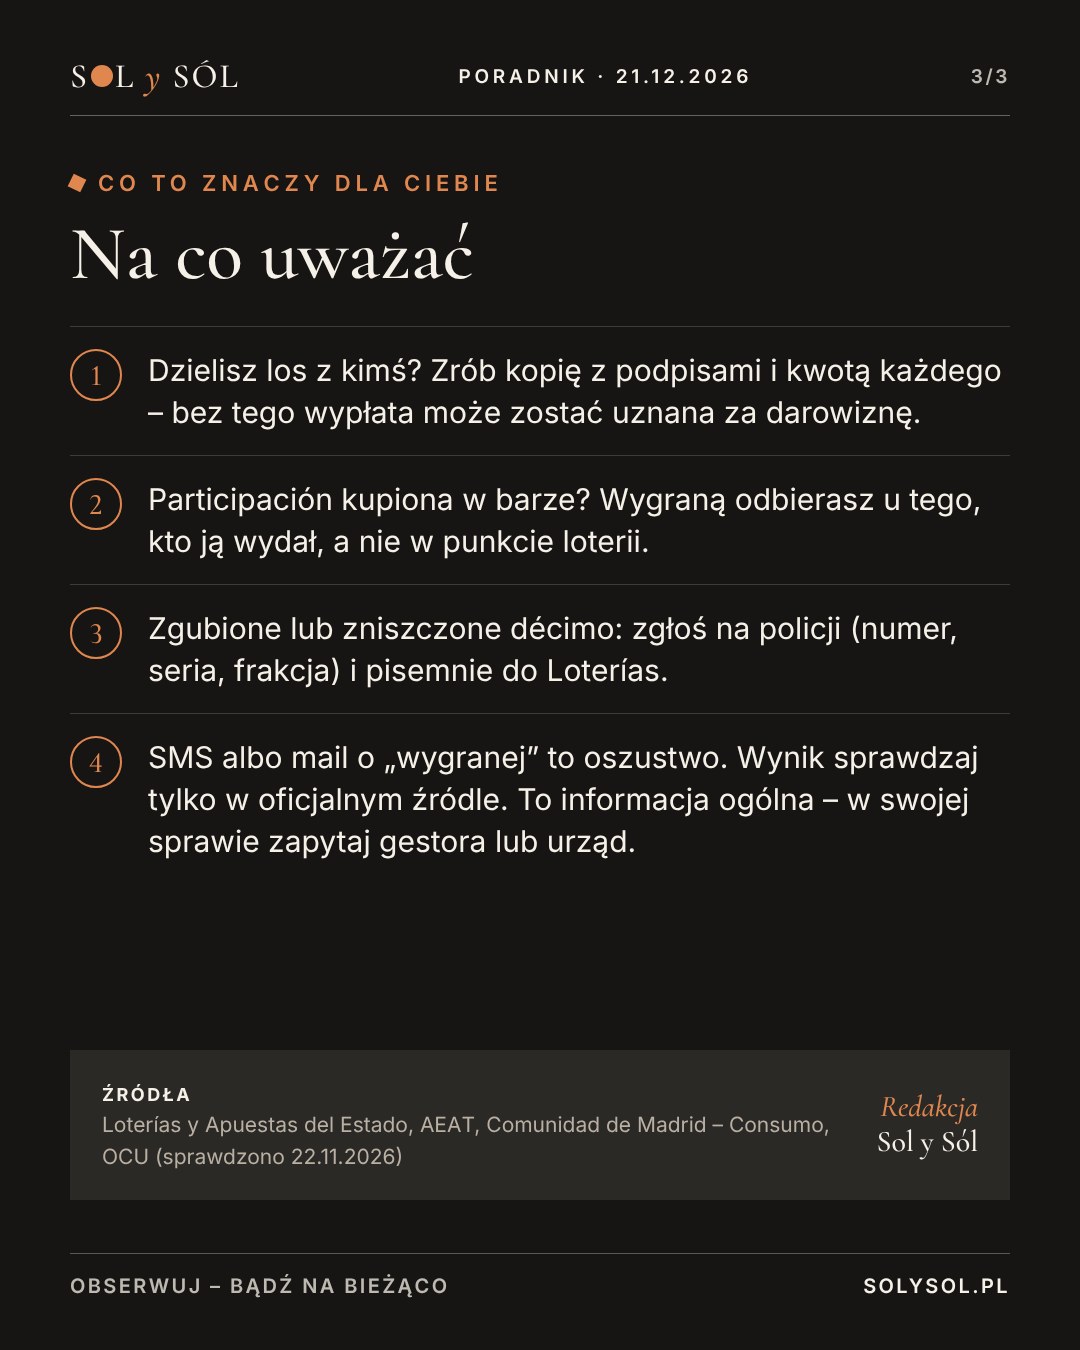 SOL y SÓL
PORADNIK · 21.12.2026
3/3
CO TO ZNACZY DLA CIEBIE
Na co uważać
1
Dzielisz los z kimś? Zrób kopię z podpisami i kwotą każdego
– bez tego wypłata może zostać uznana za darowiznę.
2
Participación kupiona w barze? Wygraną odbierasz u tego,
kto ją wydał, a nie w punkcie loterii.
3
Zgubione lub zniszczone décimo: zgłoś na policji (numer,
seria, frakcja) i pisemnie do Loterías.
4
SMS albo mail o „wygranej” to oszustwo. Wynik sprawdzaj
tylko w oficjalnym źródle. To informacja ogólna – w swojej
sprawie zapytaj gestora lub urząd.
ŹRÓDŁA
Loterías y Apuestas del Estado, AEAT, Comunidad de Madrid – Consumo,
OCU (sprawdzono 22.11.2026)
Redakcja
Sol y Sól
OBSERWUJ – BĄDŹ NA BIEŻĄCO
SOLYSOL.PL